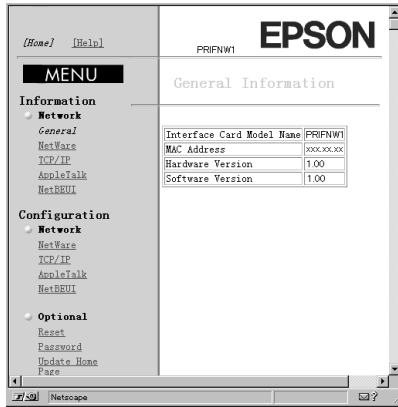 [Home] [Help]
PRIFNW1
EPSON
MENU
Information
Network
General
NetWare
TCP/IP
AppleTalk
NetBEUI
Configuration
Network
NetWare
TCP/IP
AppleTalk
NetBEUI
Optional
Reset
Password
Update Home
Page
General Information
Interface Card Model Name PRIFNW1
MAC Address xxx.xx.xx
Hardware Version 1.00
Software Version 1.00
Netscape
?